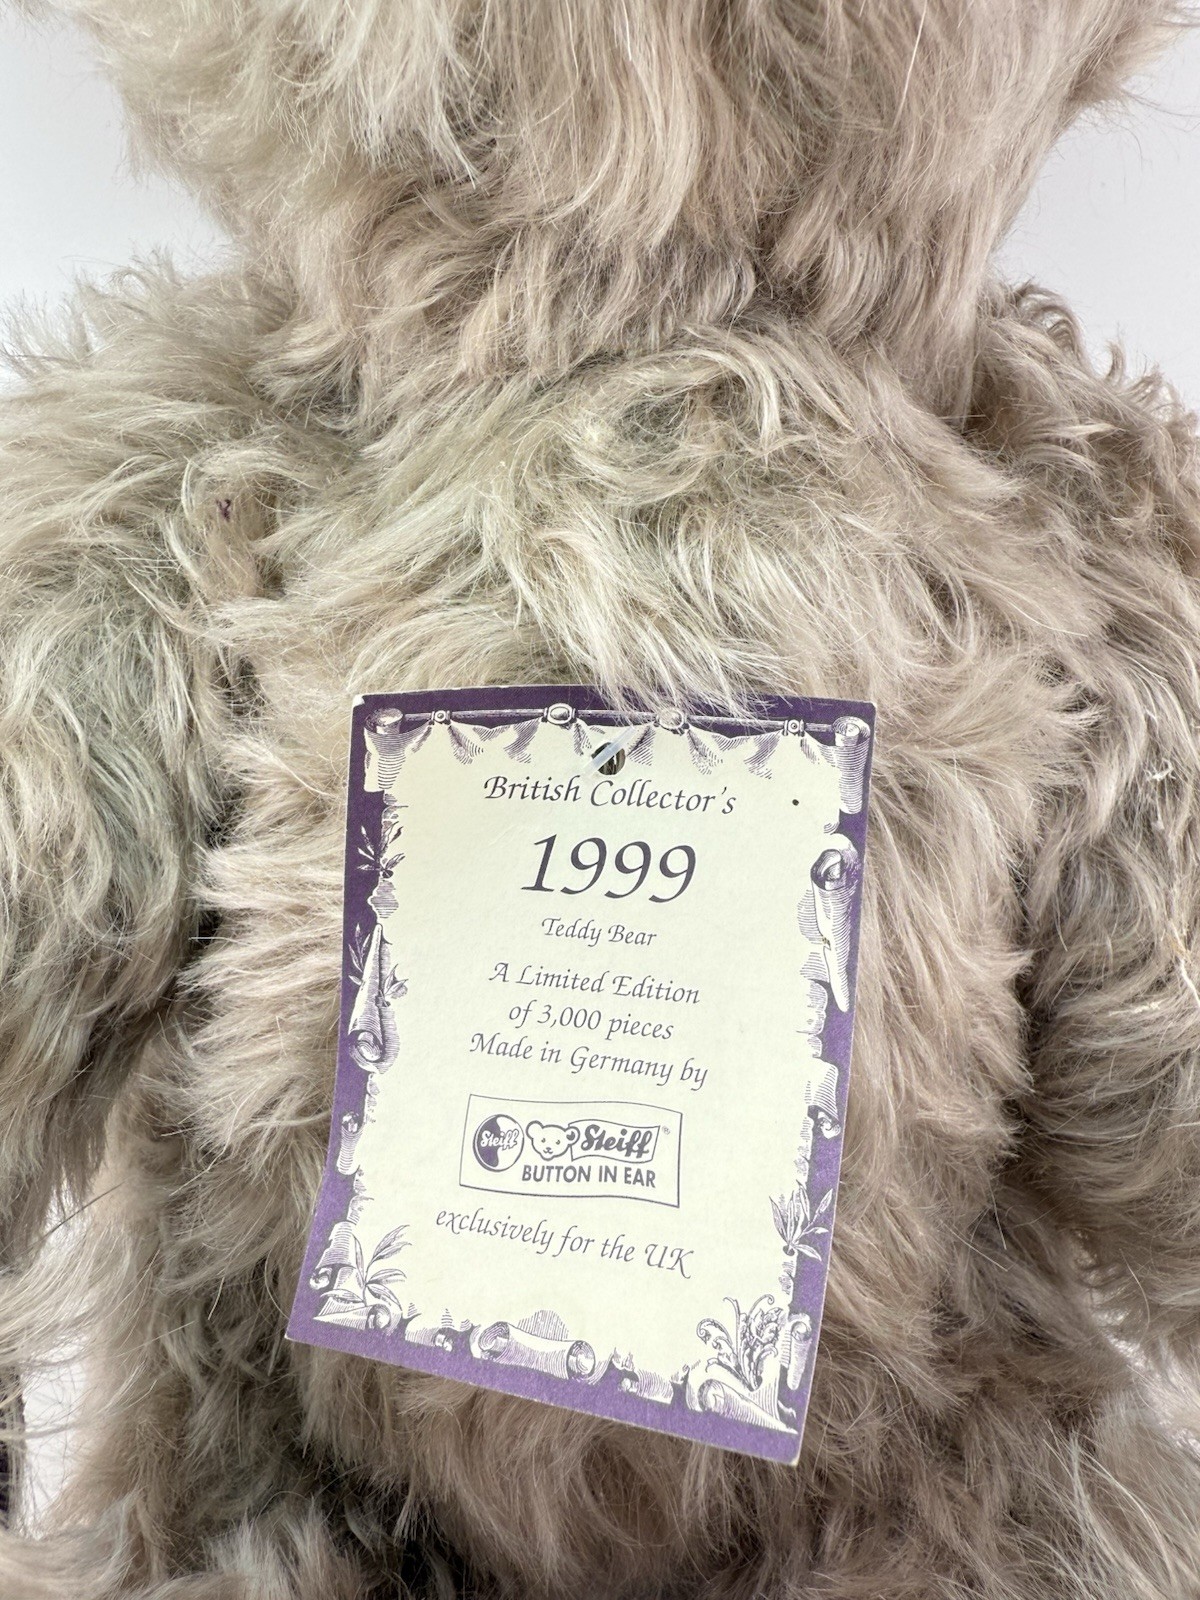 British Collector's
1999
Teddy Bear
A Limited Edition
of 3,000 pieces
Made in Germany by
Steiff Steiff®
BUTTON IN EAR
exclusively for the UK